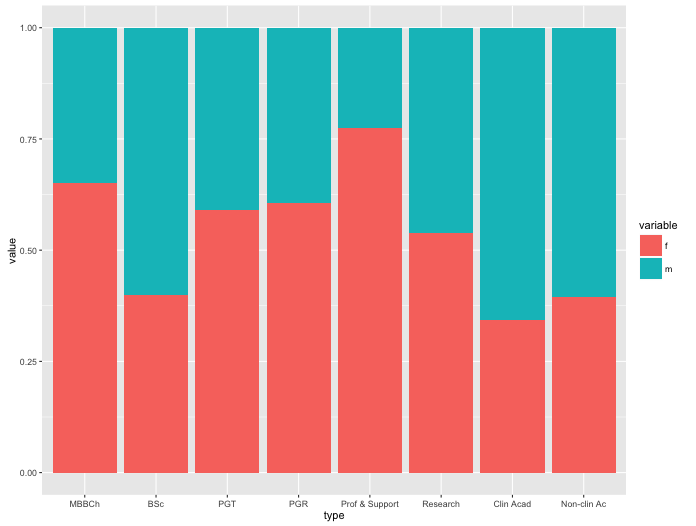 1.00
0.75
0.50
0.25
0.00
value
MBBCh BSc PGT PGR Prof & Support Research Clin Acad Non-clin Ac
type
variable
f
m